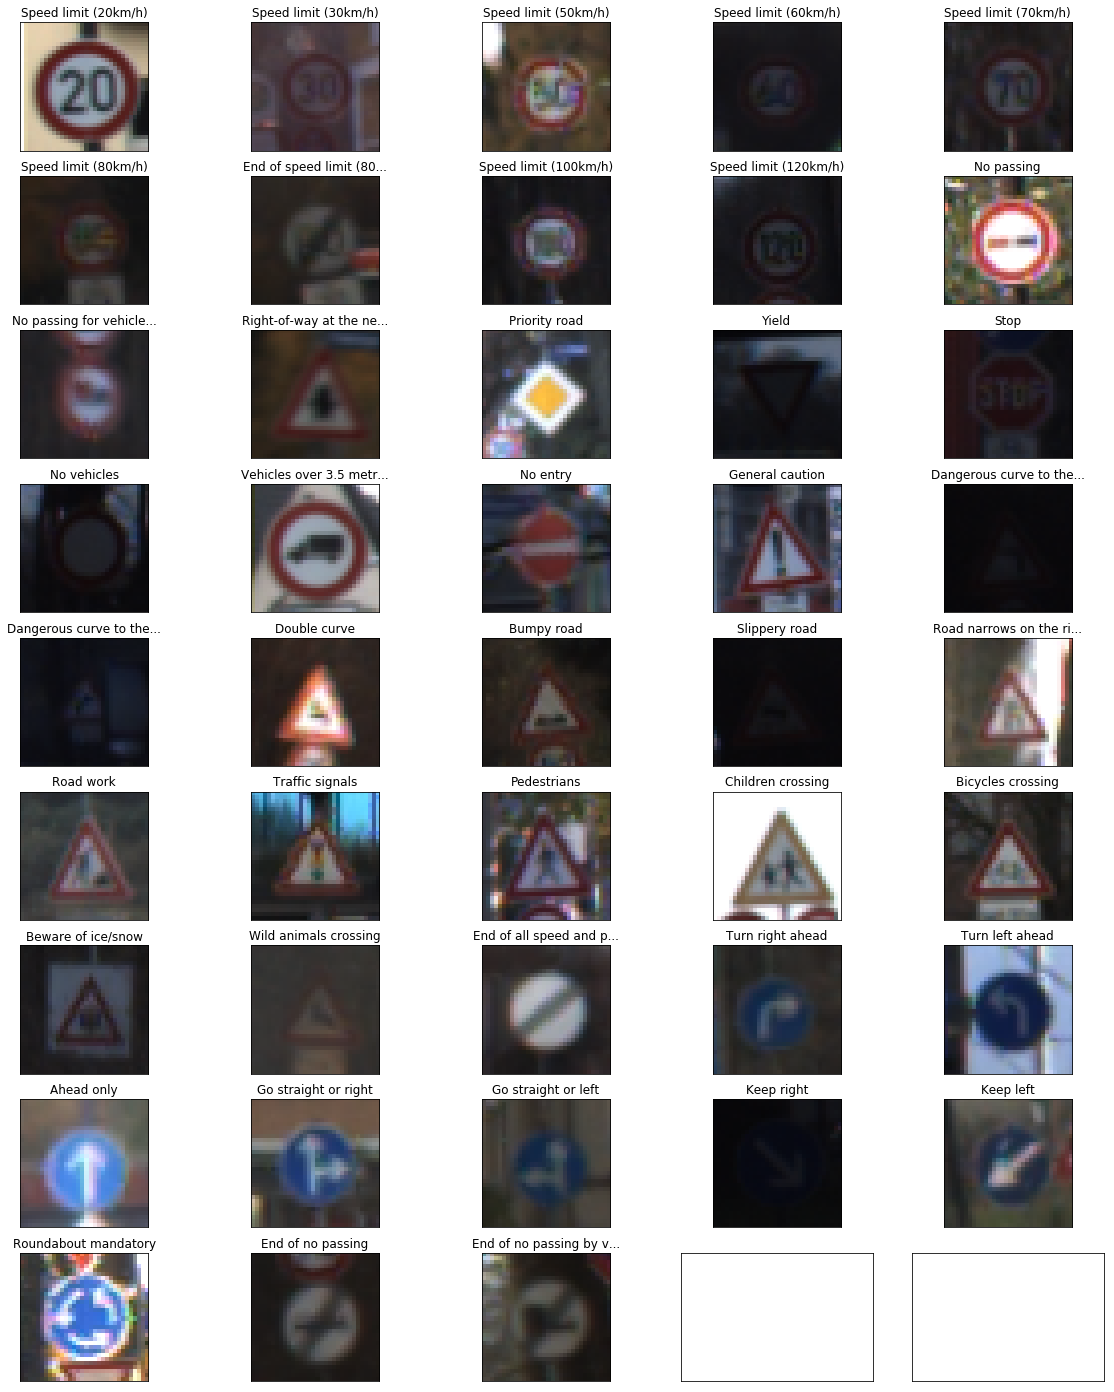 Speed limit (20km/h)
Speed limit (30km/h)
Speed limit (50km/h)
Speed limit (60km/h)
Speed limit (70km/h)
20
30
50
60
70
Speed limit (80km/h)
End of speed limit (80...
Speed limit (100km/h)
Speed limit (120km/h)
No passing
No passing for vehicle...
Right-of-way at the ne...
Priority road
Yield
Stop
STOP
No vehicles
Vehicles over 3.5 metr...
No entry
General caution
Dangerous curve to the...
Dangerous curve to the...
Double curve
Bumpy road
Slippery road
Road narrows on the ri...
Road work
Traffic signals
Pedestrians
Children crossing
Bicycles crossing
Beware of ice/snow
Wild animals crossing
End of all speed and p...
Turn right ahead
Turn left ahead
Ahead only
Go straight or right
Go straight or left
Keep right
Keep left
Roundabout mandatory
End of no passing
End of no passing by v...